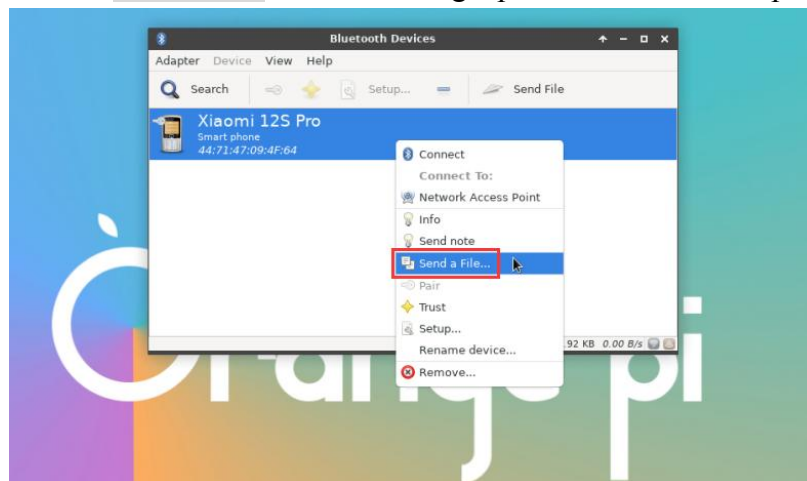 Bluetooth Devices
Adapter Device View Help
Search Setup... Send File
Xiaomi 12S Pro
Smart phone
44:71:47:09:4F:64
Connect
Connect To:
Network Access Point
Info
Send note
Send a File...
Pair
Trust
Setup...
Rename device...
Remove...
.92 KB 0.00 B/s
Orange pi